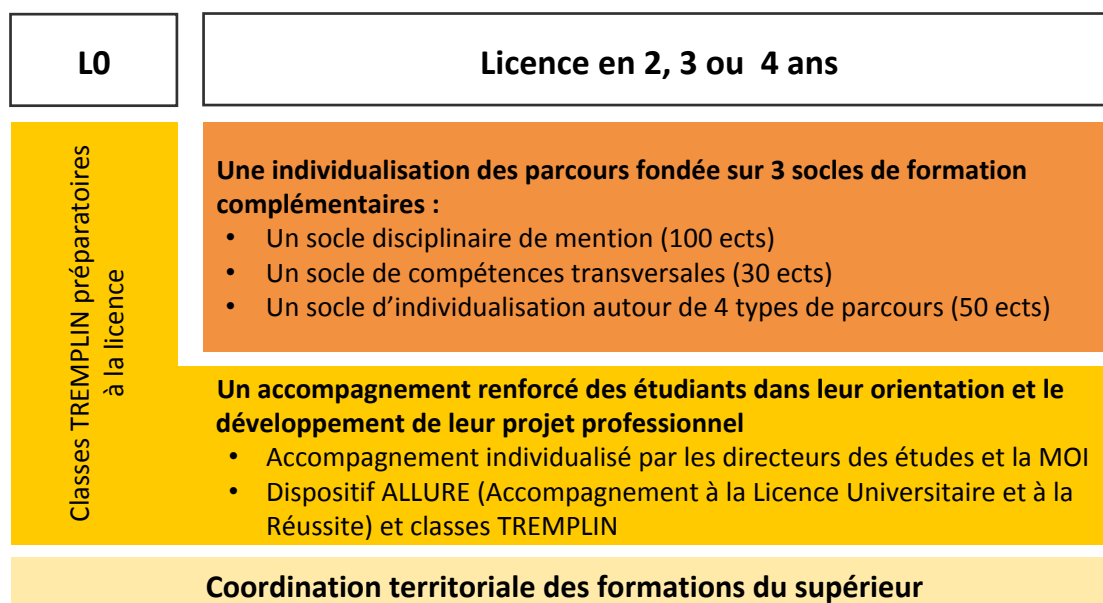 L0
Licence en 2, 3 ou  4 ans
Classes TREMPLIN préparatoires
à la licence
Une individualisation des parcours fondée sur 3 socles de formation
complémentaires :
• Un socle disciplinaire de mention (100 ects)
• Un socle de compétences transversales (30 ects)
• Un socle d’individualisation autour de 4 types de parcours (50 ects)
Un accompagnement renforcé des étudiants dans leur orientation et le
développement de leur projet professionnel
• Accompagnement individualisé par les directeurs des études et la MOI
• Dispositif ALLURE (Accompagnement à la Licence Universitaire et à la
Réussite) et classes TREMPLIN
Coordination territoriale des formations du supérieur